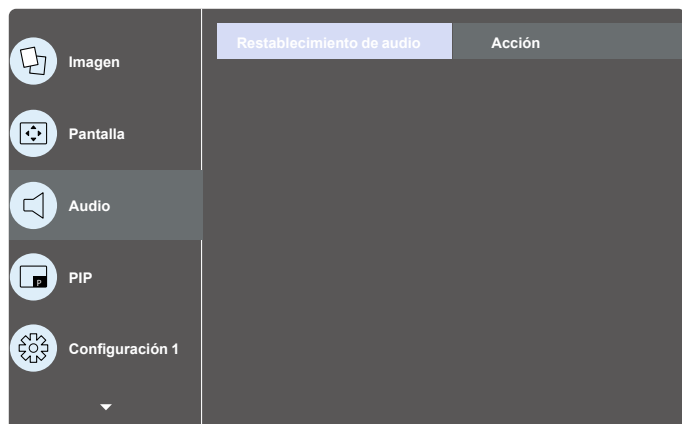 Restablecimiento de audio Acción
Imagen
Pantalla
Audio
P
PIP
Configuración 1